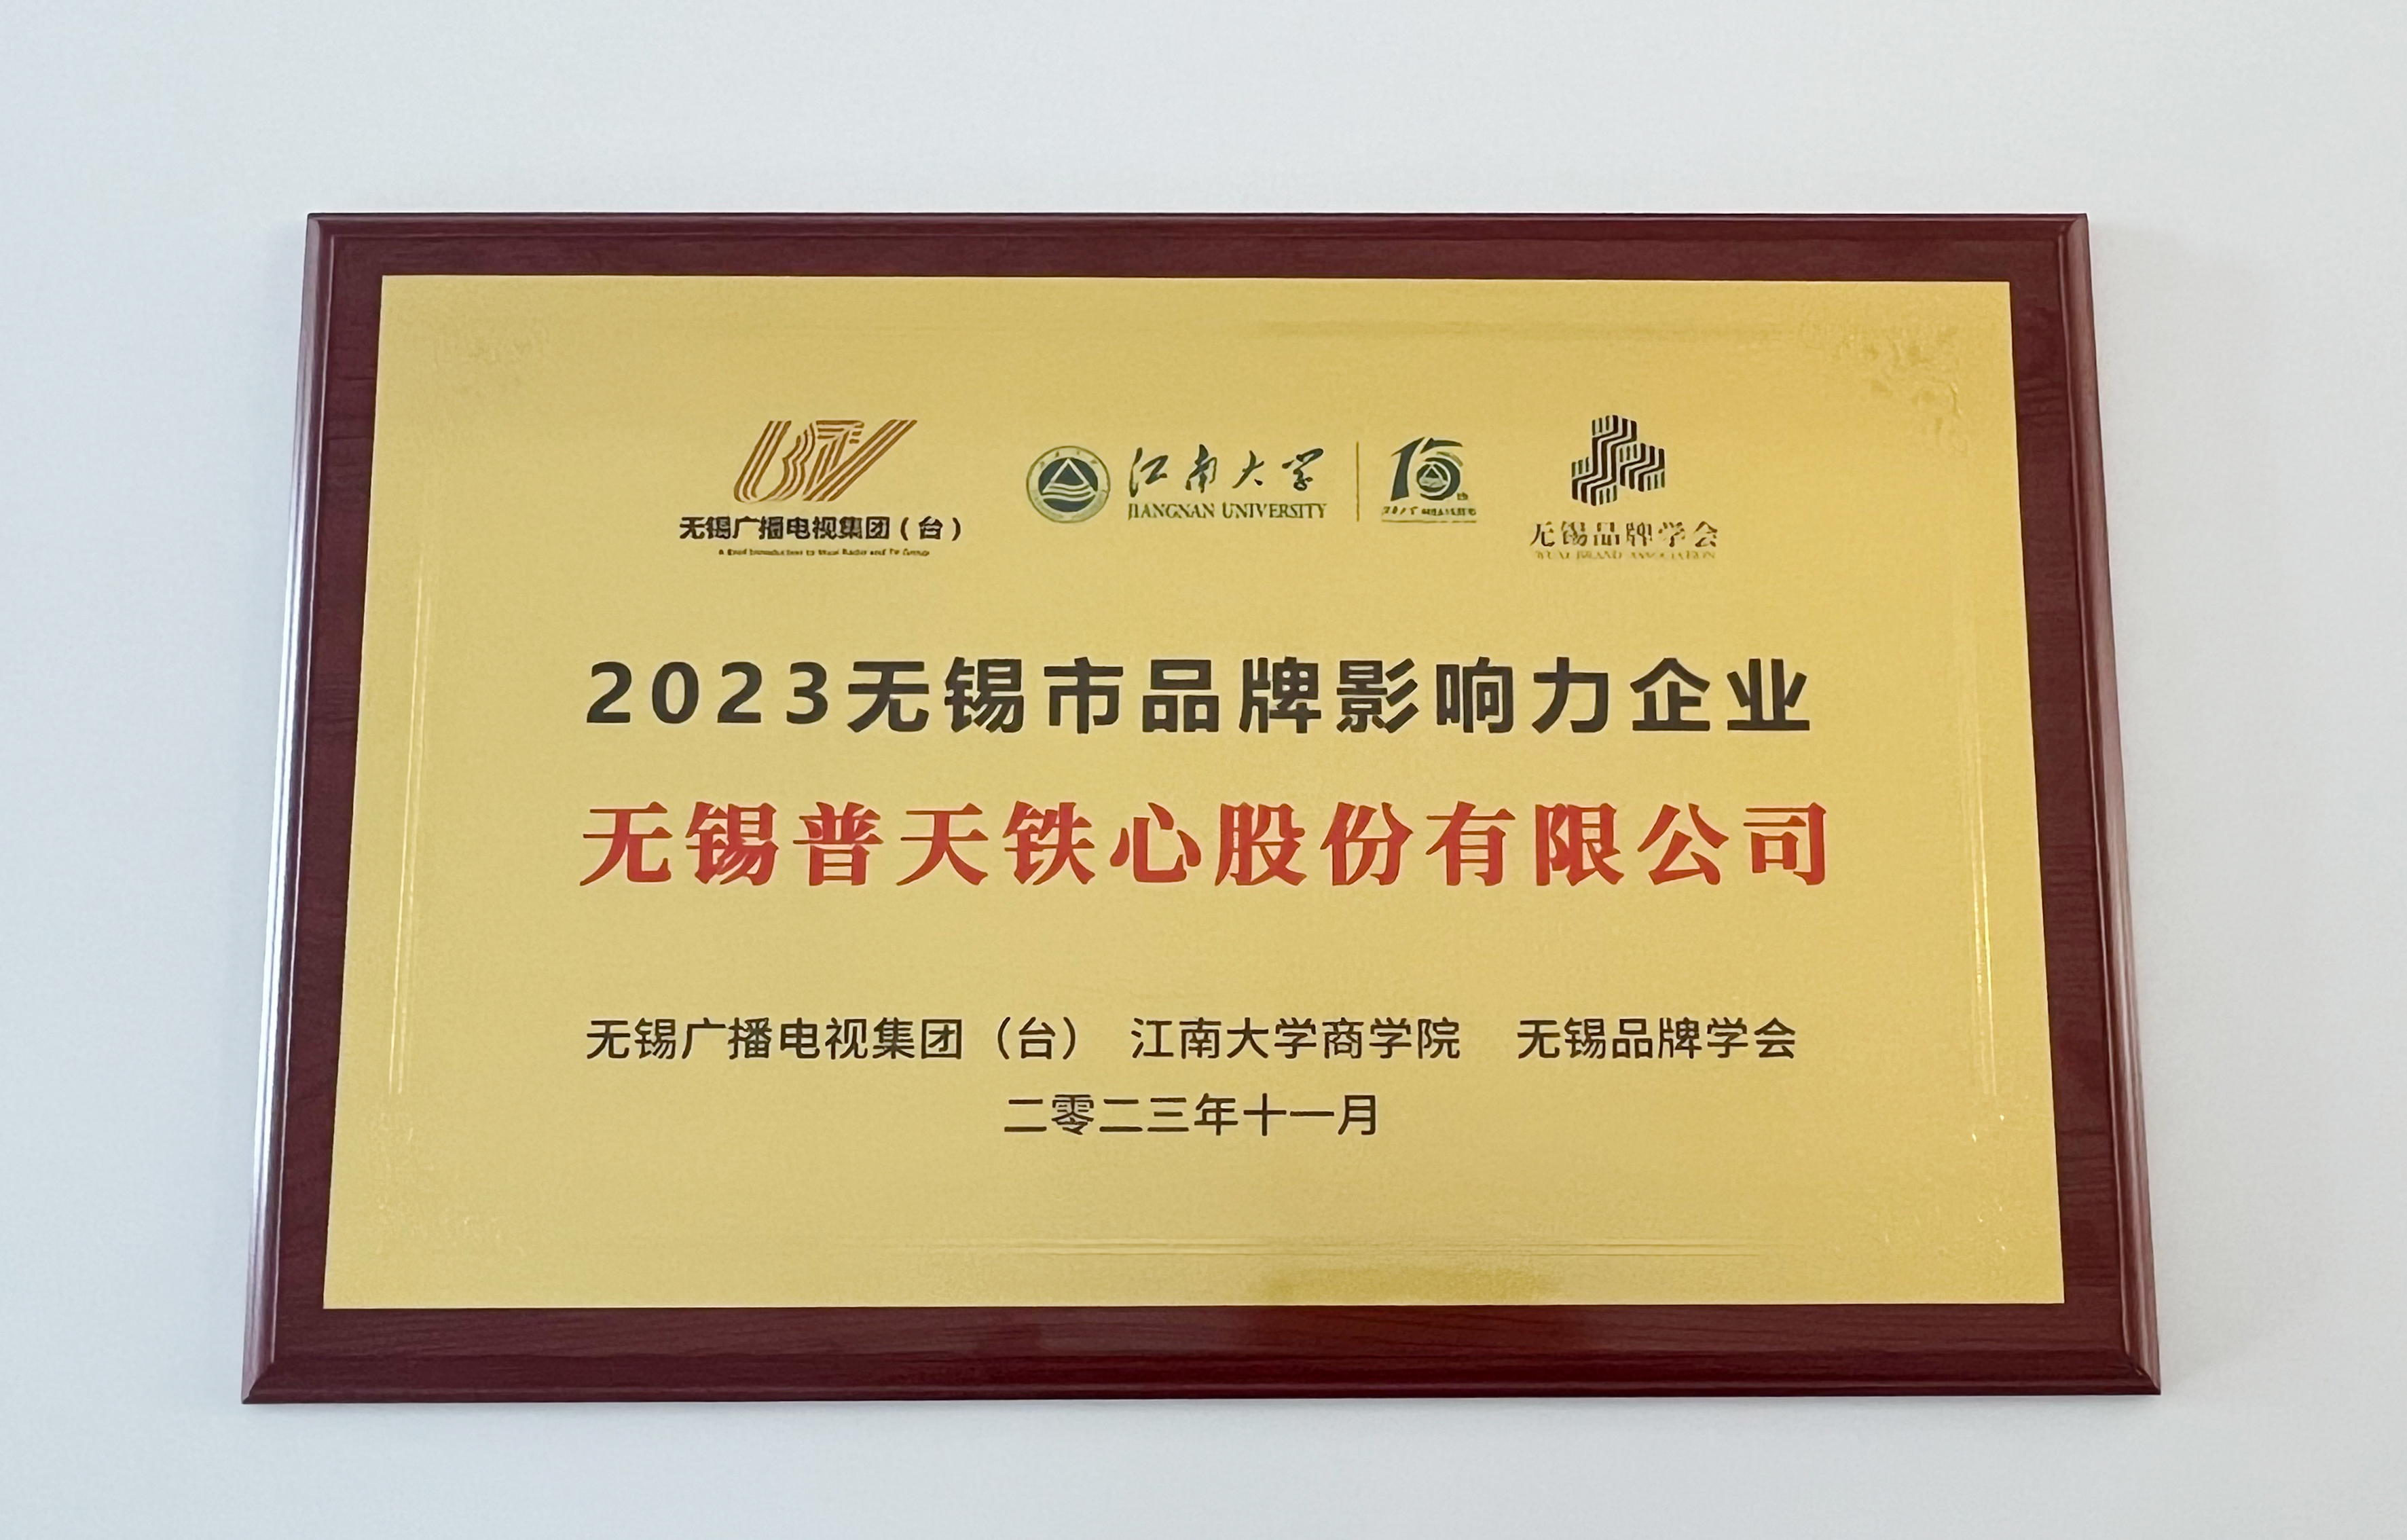 江南大学
JIANGNAN UNIVERSITY
15
无锡广播电视集团（台）
无锡品牌学会
WUXI BRAND ASSOCIATION
2023无锡市品牌影响力企业
无锡普天铁心股份有限公司
无锡广播电视集团（台） 江南大学商学院 无锡品牌学会
二零二三年十一月